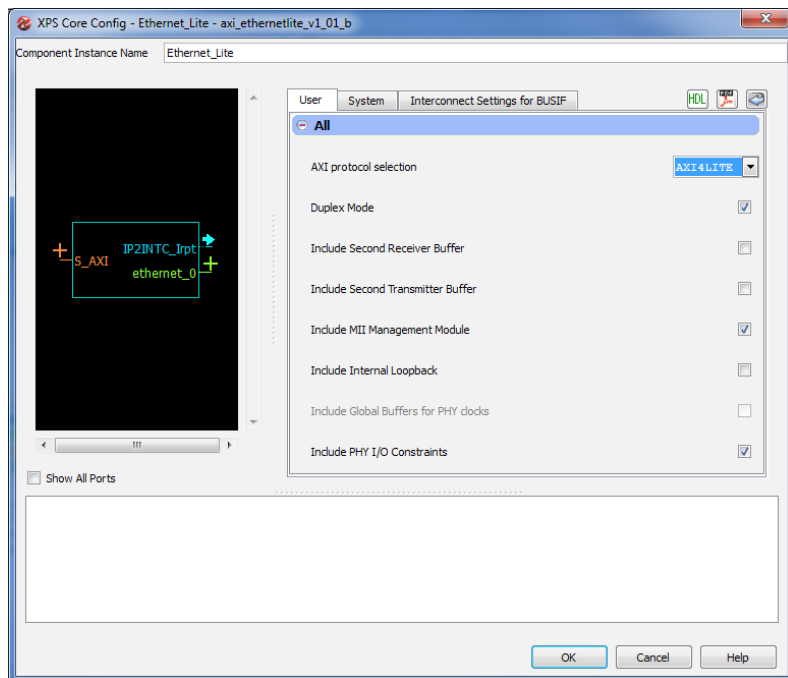 XPS Core Config - Ethernet_Lite - axi_ethernetlite_v1_01_b
Component Instance Name Ethernet_Lite
User System Interconnect Settings for BUSIF HDL PDF
All
AXI protocol selection AXI4LITE
Duplex Mode
Include Second Receiver Buffer
Include Second Transmitter Buffer
Include MII Management Module
Include Internal Loopback
Include Global Buffers for PHY clocks
Include PHY I/O Constraints
S_AXI
IP2INTC_Irpt
ethernet_0
Show All Ports
OK Cancel Help